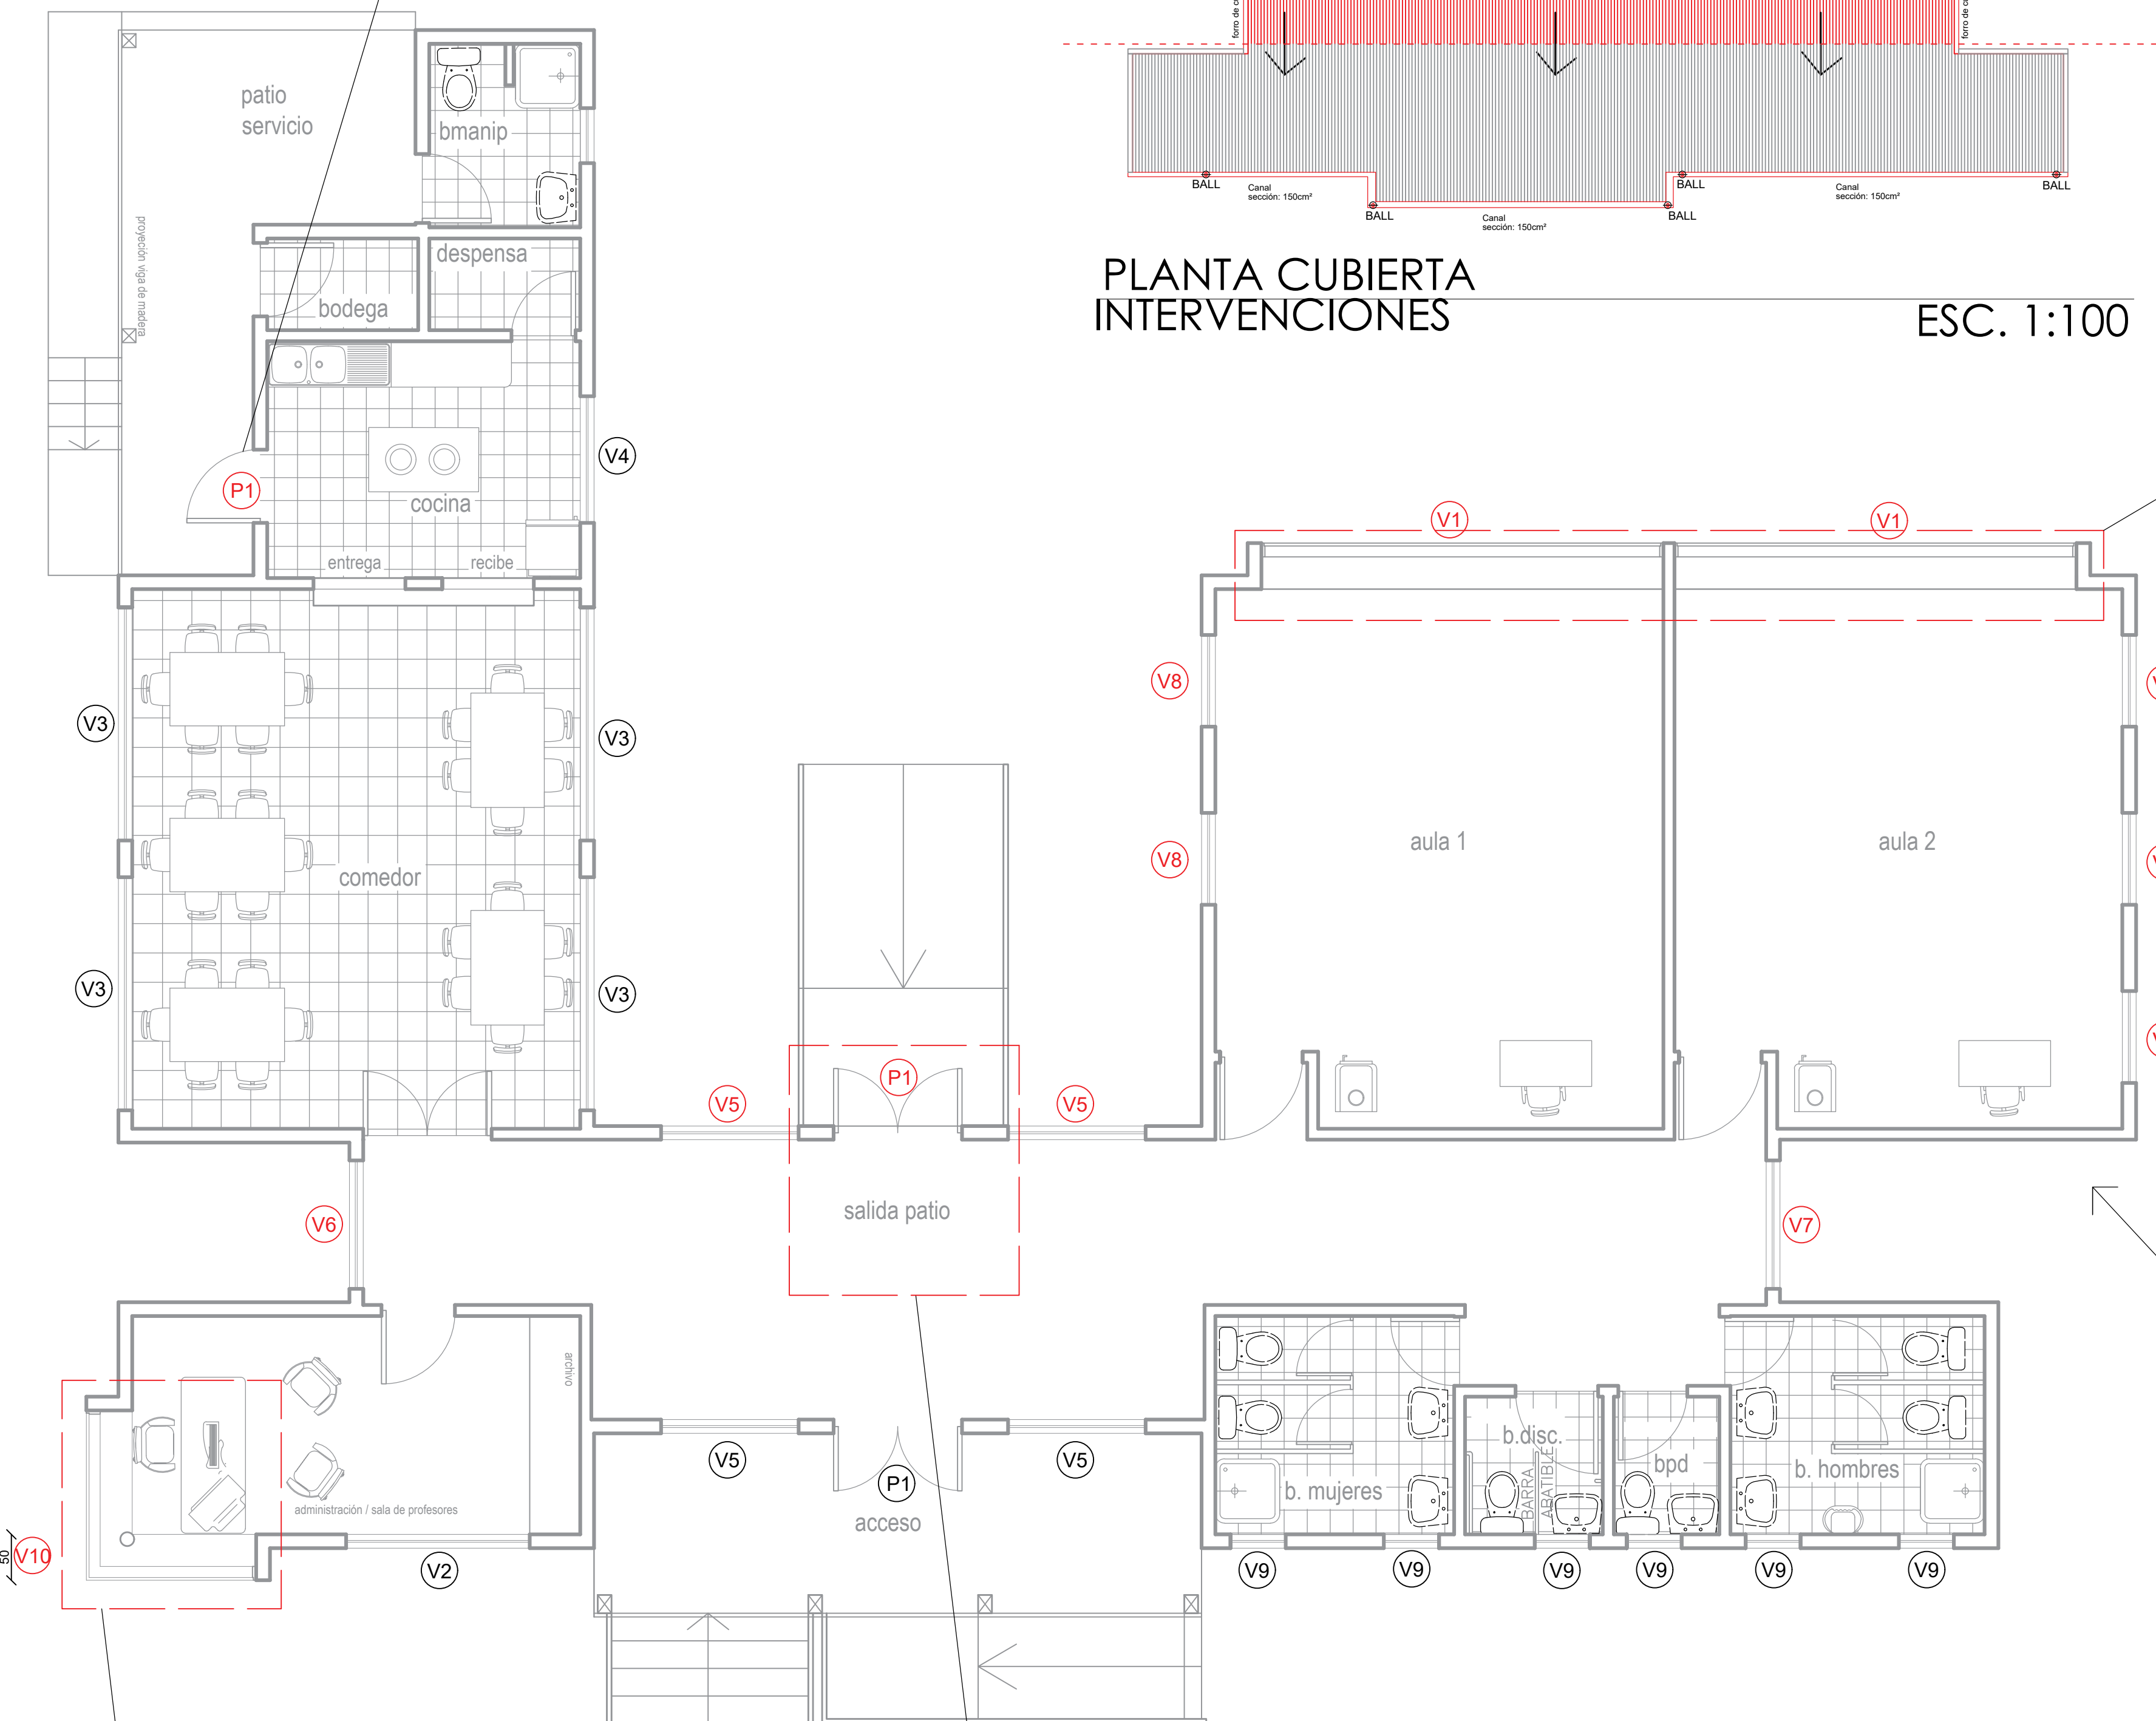 forro de c
forro de c
BALL
Canal
sección: 150cm²
BALL
Canal
sección: 150cm²
BALL
BALL
Canal
sección: 150cm²
BALL
PLANTA CUBIERTA
INTERVENCIONES
ESC. 1:100
patio
servicio
bmanip
proyección viga de madera
despensa
bodega
V4
P1
cocina
entrega
recibe
V1
V1
V8
V3
V3
aula 1
aula 2
V8
comedor
V3
V3
P1
V5
V5
salida patio
V6
V7
archivo
b.disc.
BARRA
ABATIBLE
bpd
b. hombres
b. mujeres
V5
P1
V5
acceso
administración / sala de profesores
50
V10
V2
V9
V9
V9
V9
V9
V9